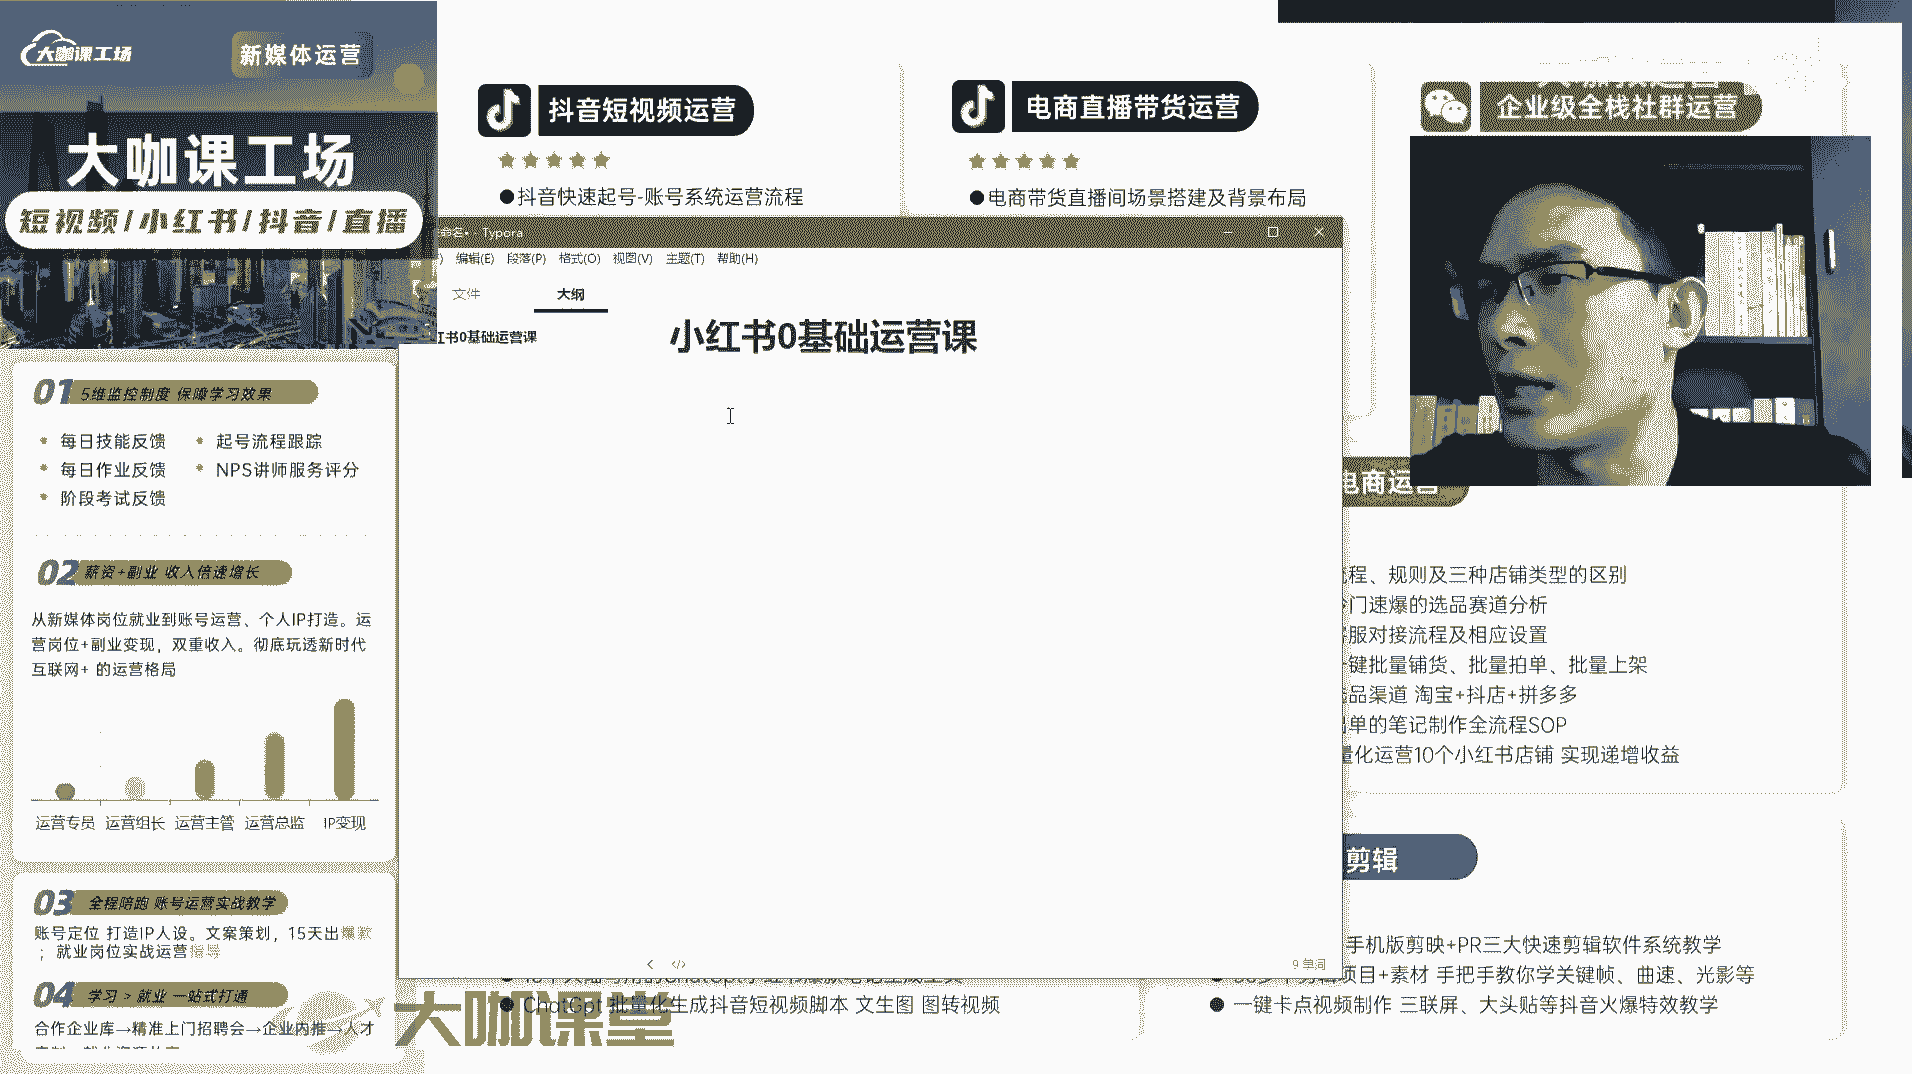 大咖课工场
新媒体运营
大咖课工场
短视频/小红书/抖音/直播
01 5维监控制度 保障学习效果
每日技能反馈
起号流程跟踪
每日作业反馈
NPS讲师服务评分
阶段考试反馈
02 薪资+副业 收入倍速增长
从新媒体岗位就业到账号运营、个人IP打造。运
营岗位+副业变现，双重收入。彻底玩透新时代
互联网+ 的运营格局
运营专员 运营组长 运营主管 运营总监 IP变现
03 全程陪跑 账号运营实战教学
账号定位 打造IP人设。文案策划，15天出爆款
；就业岗位实战运营指导
04 学习 > 就业 一站式打通
合作企业库→精准上门招聘会→企业内推→人才
抖音短视频运营
●抖音快速起号-账号系统运营流程
电商直播带货运营
●电商带货直播间场景搭建及背景布局
企业级全栈社群运营
命名• Typora
编辑(E) 段落(P) 格式(O) 视图(V) 主题(T) 帮助(H)
文件 大纲
红书0基础运营课
小红书0基础运营课
9 单词
电商运营
流程、规则及三种店铺类型的区别
冷门速爆的选品赛道分析
客服对接流程及相应设置
一键批量铺货、批量拍单、批量上架
选品渠道 淘宝+抖店+拼多多
出单的笔记制作全流程SOP
量化运营10个小红书店铺 实现递增收益
剪辑
手机版剪映+PR三大快速剪辑软件系统教学
项目+素材 手把手教你学关键帧、曲速、光影等
● 一键卡点视频制作 三联屏、大头贴等抖音火爆特效教学
● ChatGpt 批量化生成抖音短视频脚本 文生图 图转视频
大咖课堂